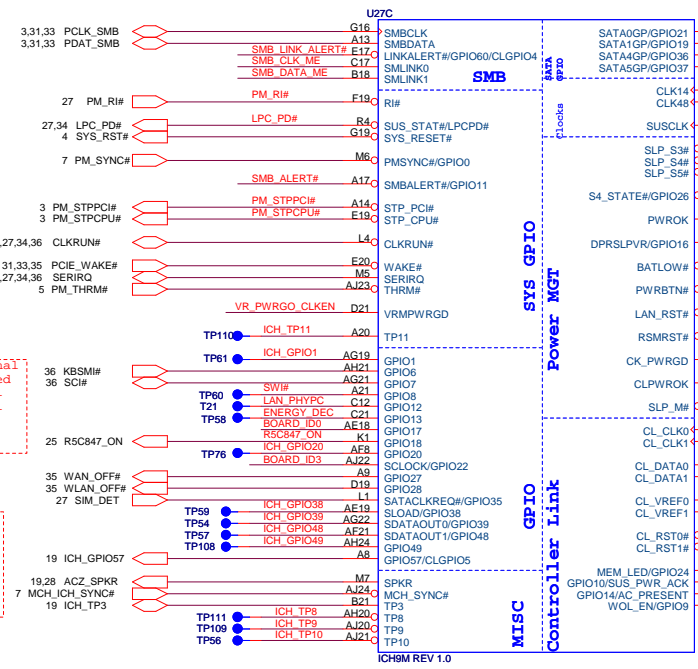 U27C
3,31,33 PCLK_SMB G16 SMBCLK SATA0GP/GPIO21
3,31,33 PDAT_SMB A13 SMBDATA SATA1GP/GPIO19
SMB_LINK_ALERT# E17 LINKALERT#/GPIO60/CLGPIO4 SATA4GP/GPIO36
SMB_CLK_ME C17 SMLINK0 SATA5GP/GPIO37
SMB_DATA_ME B18 SMLINK1
SMB SATA GPIO
CLK14
27 PM_RI# PM_RI# F19 RI# CLK48
Clocks
27,34 LPC_PD# LPC_PD# R4 SUS_STAT#/LPCPD# SUSCLK
4 SYS_RST# G19 SYS_RESET#
SLP_S3#
7 PM_SYNC# M6 PMSYNC#/GPIO0 SLP_S4#
SLP_S5#
SMB_ALERT# A17 SMBALERT#/GPIO11
S4_STATE#/GPIO26
3 PM_STPPCI# PM_STPPCI# A14 STP_PCI#
3 PM_STPCPU# PM_STPCPU# E19 STP_CPU# PWROK
,27,34,36 CLKRUN# L4 CLKRUN# DPRSLPVR/GPIO16
31,33,35 PCIE_WAKE# E20 WAKE# BATLOW#
,27,34,36 SERIRQ M5 SERIRQ
5 PM_THRM# AJ23 THRM# PWRBTN#
SYS GPIO
Power MGT
VR_PWRGO_CLKEN D21 VRMPWRGD LAN_RST#
TP110 ICH_TP11 A20 TP11 RSMRST#
TP61 ICH_GPIO1 AG19 GPIO1 CK_PWRGD
36 KBSMI# AH21 GPIO6
36 SCI# AG21 GPIO7 CLPWROK
TP60 SWI# A21 GPIO8
T21 LAN_PHYPC C12 GPIO12 SLP_M#
TP58 ENERGY_DEC C21 GPIO13
BOARD_ID0 AE18 GPIO17 CL_CLK0
25 R5C847_ON R5C847_ON K1 GPIO18 CL_CLK1
TP76 ICH_GPIO20 AF8 GPIO20
BOARD_ID3 AJ22 SCLOCK/GPIO22 CL_DATA0
35 WAN_OFF# A9 GPIO27 CL_DATA1
35 WLAN_OFF# D19 GPIO28
27 SIM_DET L1 SATACLKREQ#/GPIO35 CL_VREF0
TP59 ICH_GPIO38 AE19 SLOAD/GPIO38 CL_VREF1
TP54 ICH_GPIO39 AG22 SDATAOUT0/GPIO39
TP57 ICH_GPIO48 AF21 SDATAOUT1/GPIO48 CL_RST0#
TP108 ICH_GPIO49 AH24 GPIO49 CL_RST1#
19 ICH_GPIO57 A8 GPIO57/CLGPIO5
GPIO
Controller Link
MEM_LED/GPIO24
19,28 ACZ_SPKR M7 SPKR GPIO10/SUS_PWR_ACK
7 MCH_ICH_SYNC# AJ24 MCH_SYNC# GPIO14/AC_PRESENT
19 ICH_TP3 B21 TP3 WOL_EN/GPIO9
TP111 ICH_TP8 AH20 TP8
TP109 ICH_TP9 AJ20 TP9
TP56 ICH_TP10 AJ21 TP10
MISC
ICH9M REV 1.0